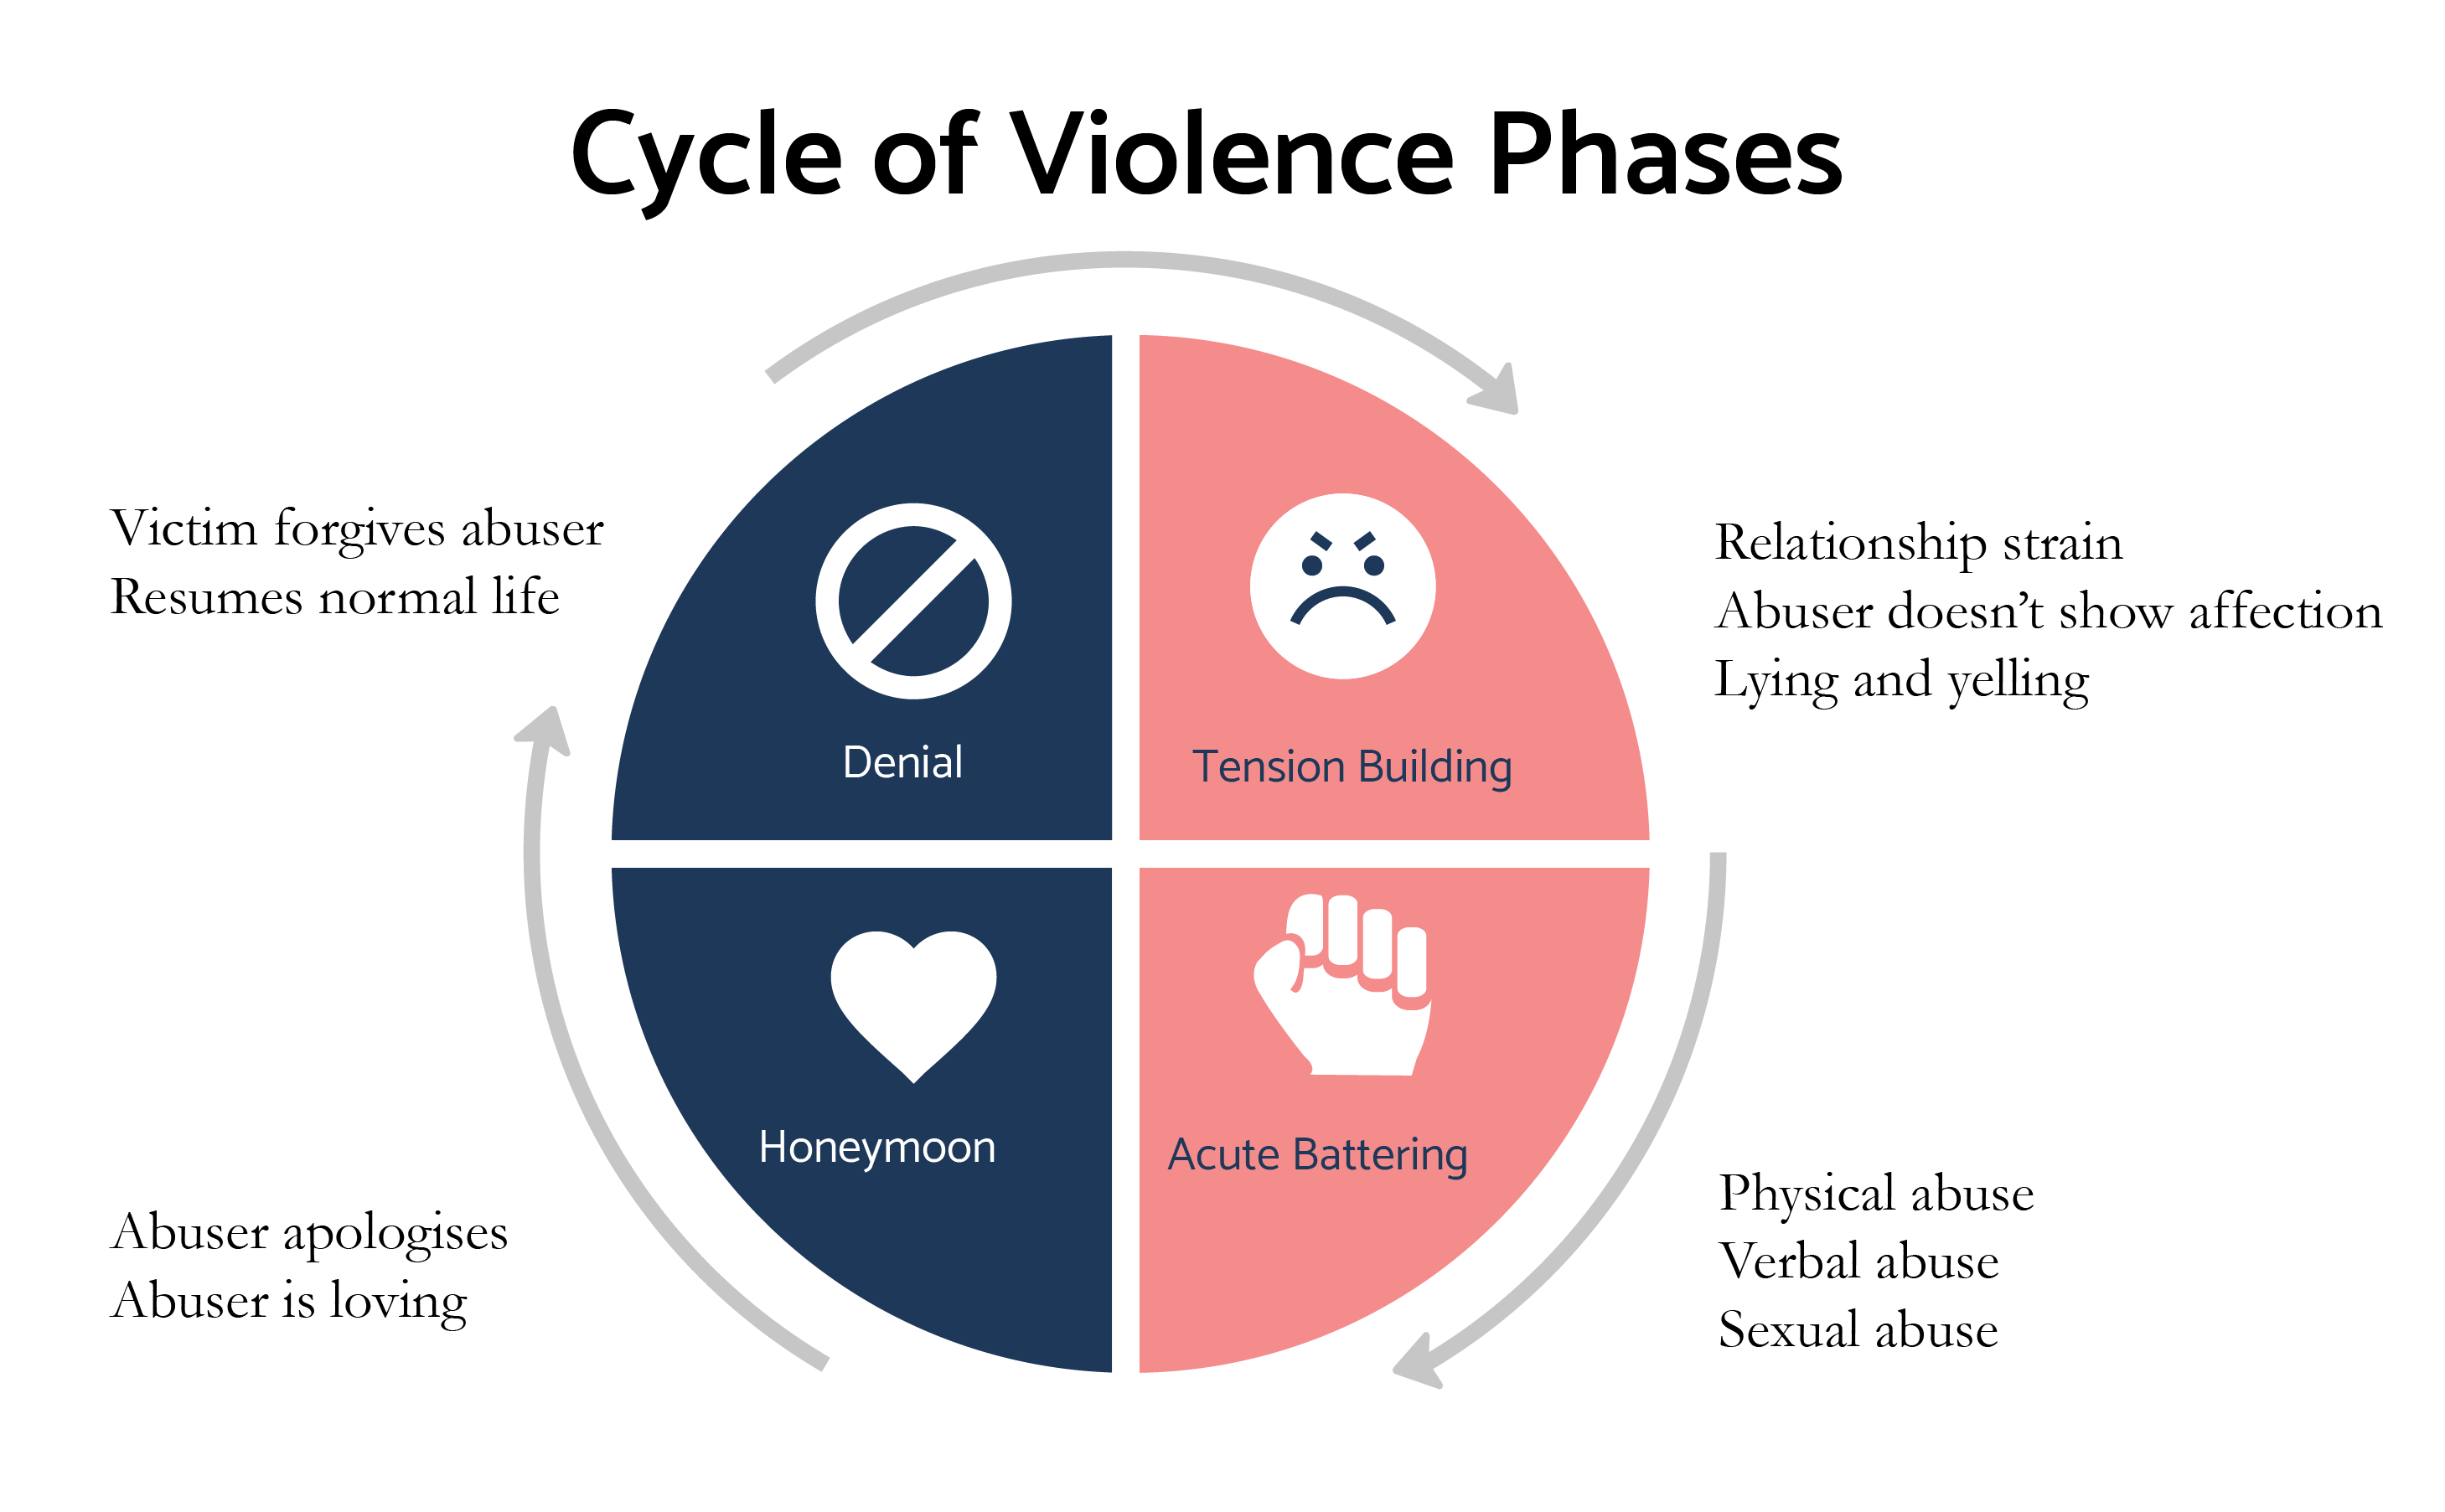 Cycle of Violence Phases
Victim forgives abuser
Resumes normal life
Denial
Tension Building
Relationship strain
Abuser doesn’t show affection
Lying and yelling
Honeymoon
Acute Battering
Abuser apologises
Abuser is loving
Physical abuse
Verbal abuse
Sexual abuse